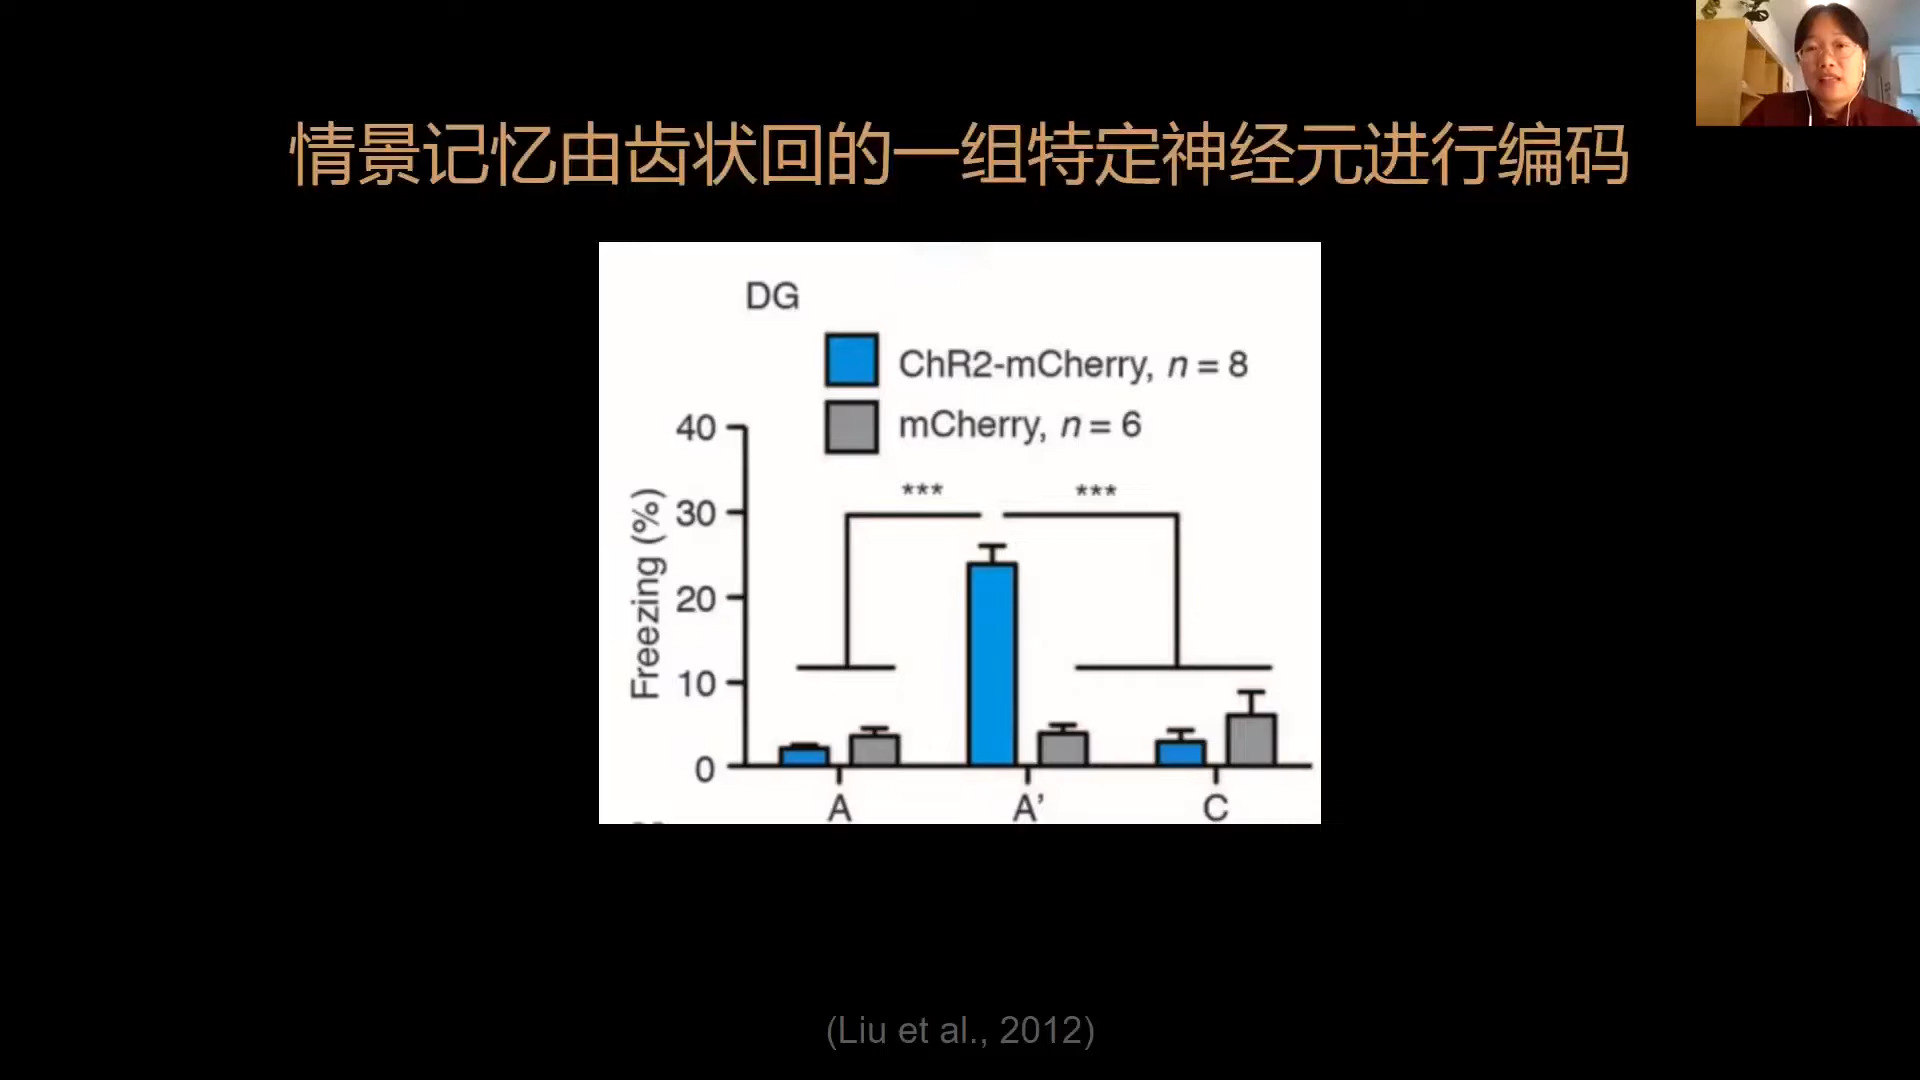 情景记忆由齿状回的一组特定神经元进行编码
DG
ChR2-mCherry, n = 8
mCherry, n = 6
Freezing (%)
40
30
20
10
0
*** ***
A A’ C
(Liu et al., 2012)